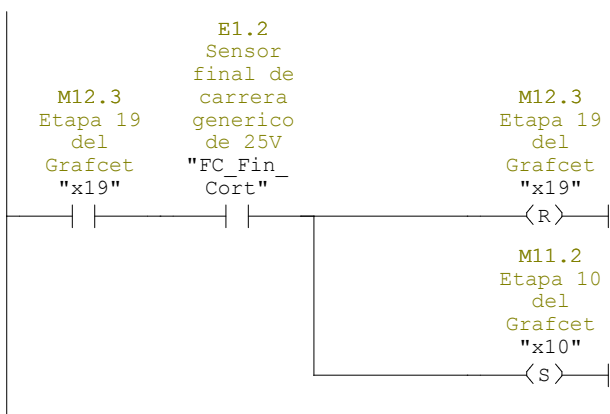 E1.2
Sensor
final de
carrera
generico
de 25V
"FC_Fin_
Cort"
M12.3
Etapa 19
del
Grafcet
"x19"
M12.3
Etapa 19
del
Grafcet
"x19"
R
M11.2
Etapa 10
del
Grafcet
"x10"
S